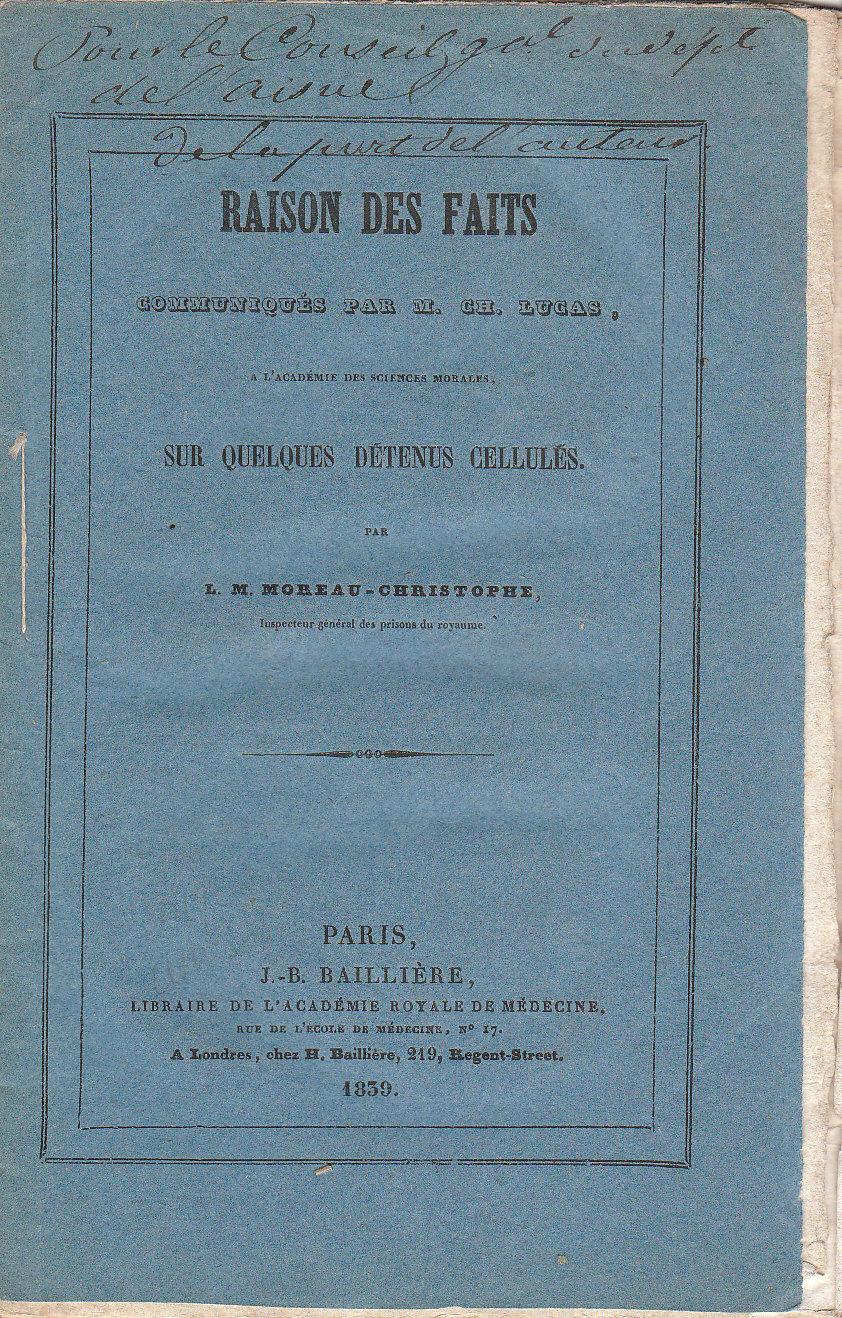 Pour le Conseil gal du dépt
de l'aisne
De la part de l'auteur.
RAISON DES FAITS
COMMUNIQUÉS PAR M. CH. LUCAS,
A L'ACADÉMIE DES SCIENCES MORALES,
SUR QUELQUES DÉTENUS CELLULÉS.
PAR
L. M. MOREAU-CHRISTOPHE,
Inspecteur général des prisons du royaume.
PARIS,
J.-B. BAILLIÈRE,
LIBRAIRE DE L'ACADÉMIE ROYALE DE MÉDECINE,
RUE DE L'ÉCOLE DE MÉDECINE, N° 17.
A Londres, chez H. Baillière, 219, Regent-Street.
1839.